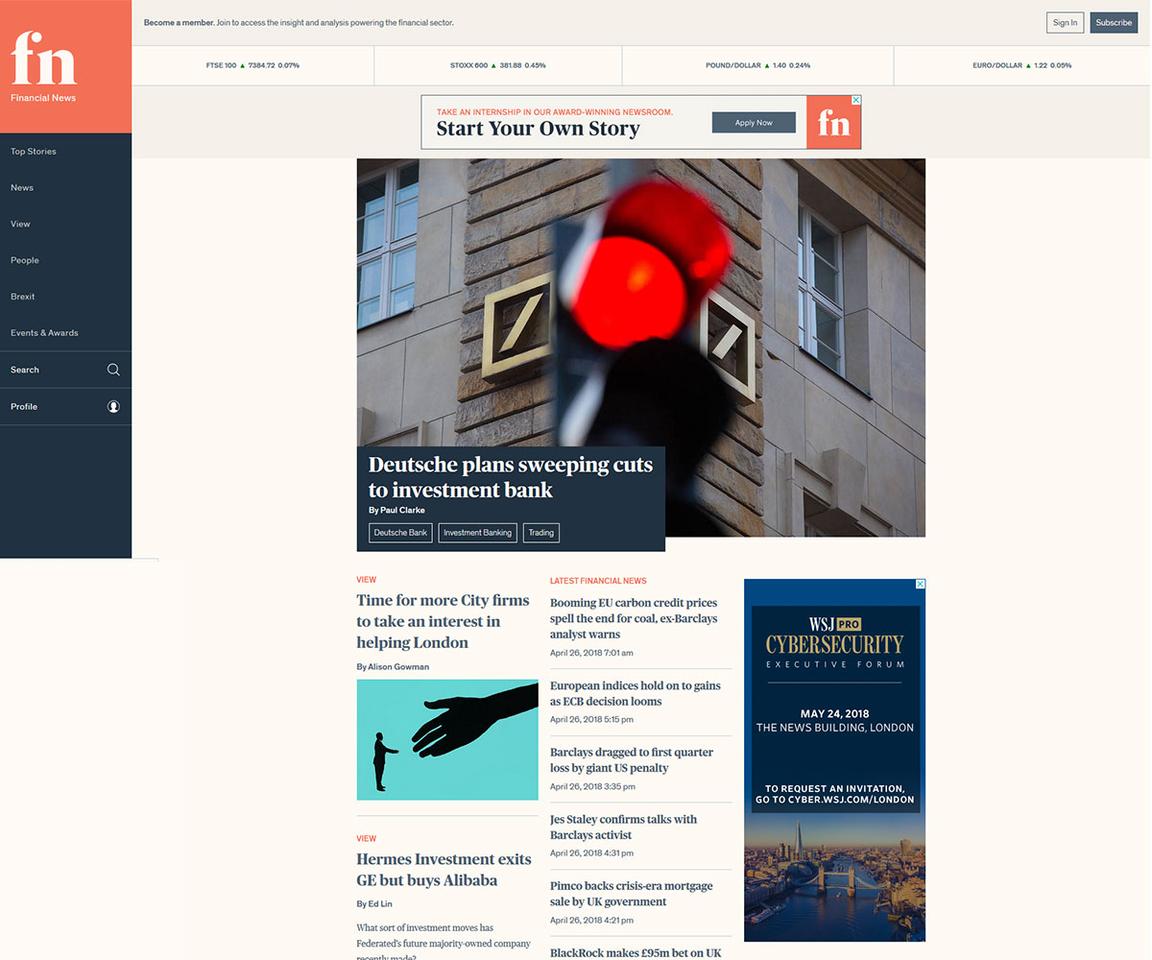 fn
Financial News
Top Stories
News
View
People
Brexit
Events & Awards
Search
Profile
Become a member. Join to access the insight and analysis powering the financial sector.
Sign In
Subscribe
FTSE 100 ▲ 7384.72 0.07%
STOXX 600 ▲ 381.88 0.45%
POUND/DOLLAR ▲ 1.40 0.24%
EURO/DOLLAR ▲ 1.22 0.05%
TAKE AN INTERNSHIP IN OUR AWARD-WINNING NEWSROOM.
Start Your Own Story
Apply Now
fn
Deutsche plans sweeping cuts
to investment bank
By Paul Clarke
Deutsche Bank
Investment Banking
Trading
VIEW
Time for more City firms
to take an interest in
helping London
By Alison Gowman
VIEW
Hermes Investment exits
GE but buys Alibaba
By Ed Lin
What sort of investment moves has
Federated's future majority-owned company
recently made?
LATEST FINANCIAL NEWS
Booming EU carbon credit prices
spell the end for coal, ex-Barclays
analyst warns
April 26, 2018 7:01 am
European indices hold on to gains
as ECB decision looms
April 26, 2018 5:15 pm
Barclays dragged to first quarter
loss by giant US penalty
April 26, 2018 3:35 pm
Jes Staley confirms talks with
Barclays activist
April 26, 2018 4:31 pm
Pimco backs crisis-era mortgage
sale by UK government
April 26, 2018 4:21 pm
BlackRock makes £95m bet on UK
WSJ PRO
CYBERSECURITY
EXECUTIVE FORUM
MAY 24, 2018
THE NEWS BUILDING, LONDON
TO REQUEST AN INVITATION,
GO TO CYBER.WSJ.COM/LONDON